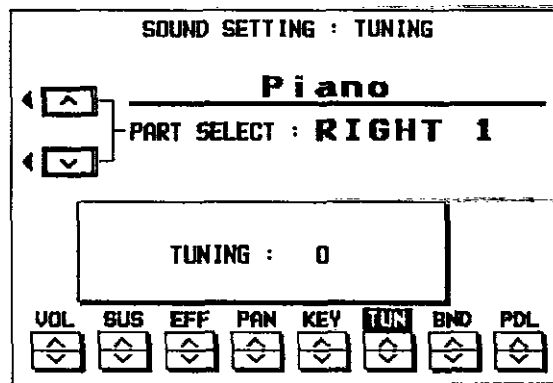 SOUND SETTING : TUNING
Piano
PART SELECT : RIGHT 1
TUNING : 0
VOL SUS EFF PAN KEY TUN BND PDL